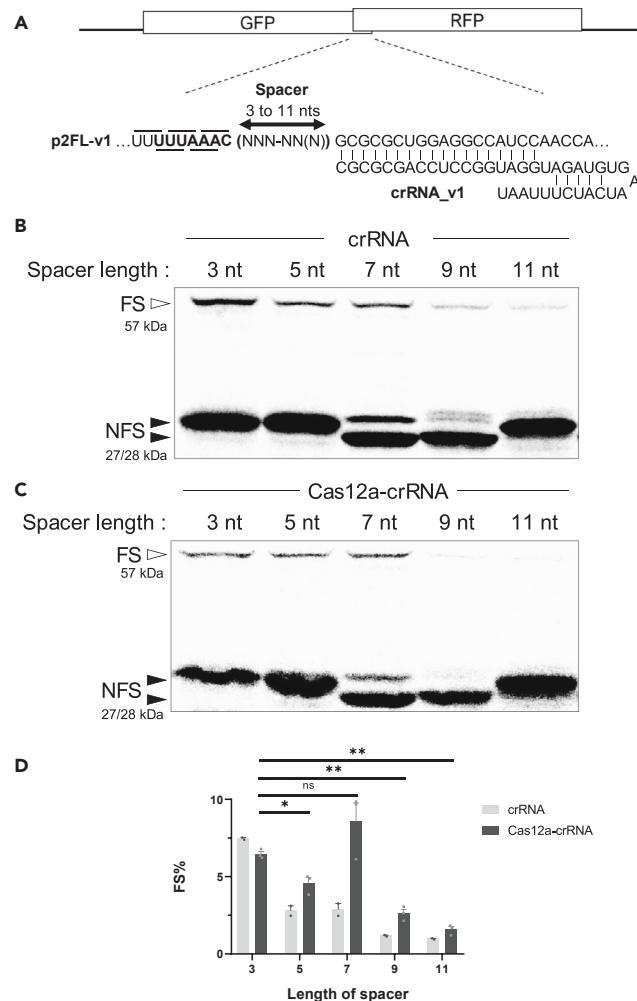 A
GFP
RFP
Spacer
3 to 11 nts
p2FL-v1 ...UUUUUAAAC (NNN-NN(N)) GCGCGCUGGAGGCCAUCCAACCA...
CGCGCGACCUCCGGUAGGUAGAUGUG
A
crRNA_v1 UAAUUUCUACUA
B
crRNA
Spacer length : 3 nt 5 nt 7 nt 9 nt 11 nt
FS
57 kDa
NFS
27/28 kDa
C
Cas12a-crRNA
Spacer length : 3 nt 5 nt 7 nt 9 nt 11 nt
FS
57 kDa
NFS
27/28 kDa
D
**
**
ns
*
10
5
0
FS%
crRNA
Cas12a-crRNA
3 5 7 9 11
Length of spacer